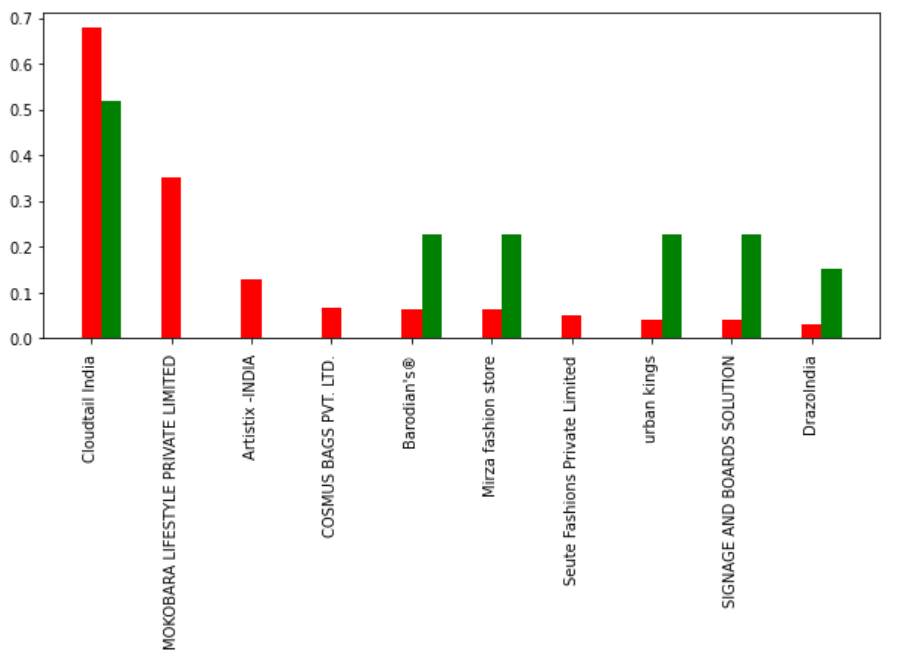 0.7
0.6
0.5
0.4
0.3
0.2
0.1
0.0
Cloudtail India
MOKOBARA LIFESTYLE PRIVATE LIMITED
Artistix -INDIA
COSMUS BAGS PVT. LTD.
Barodian's®
Mirza fashion store
Seute Fashions Private Limited
urban kings
SIGNAGE AND BOARDS SOLUTION
DrazoIndia